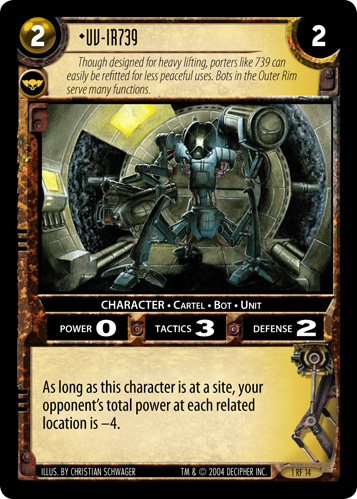 2 •UV-IR739 2
Though designed for heavy lifting, porters like 739 can
easily be refitted for less peaceful uses. Bots in the Outer Rim
serve many functions.
CHARACTER • CARTEL • BOT • UNIT
POWER 0 TACTICS 3 DEFENSE 2
As long as this character is at a site, your
opponent's total power at each related
location is –4.
ILLUS. BY CHRISTIAN SCHWAGER TM & © 2004 DECIPHER INC. 1 RF 14